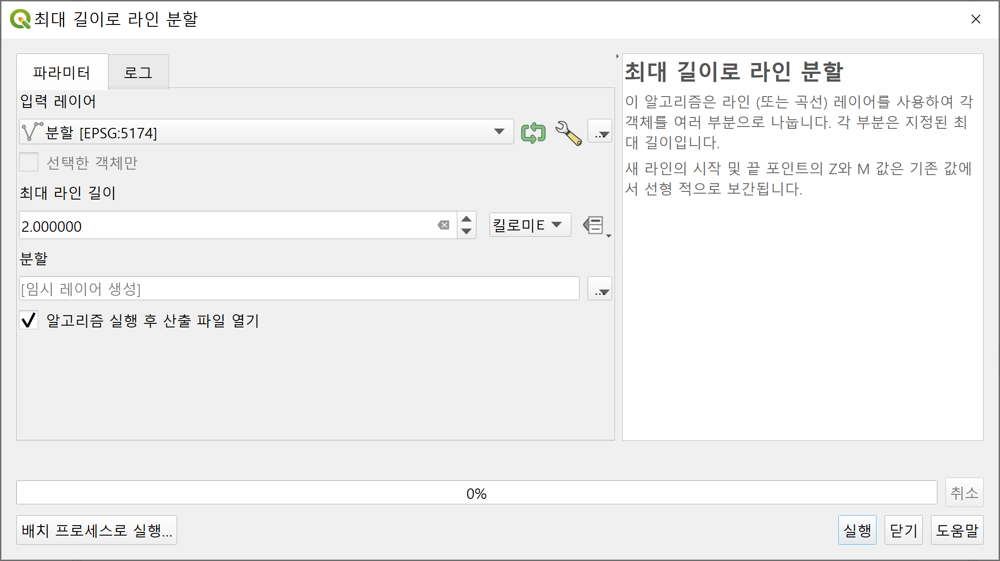 최대 길이로 라인 분할
파라미터
로그
입력 레이어
분할 [EPSG:5174]
...
선택한 객체만
최대 라인 길이
2.000000
킬로미터
분할
[임시 레이어 생성]
...
알고리즘 실행 후 산출 파일 열기
최대 길이로 라인 분할
이 알고리즘은 라인 (또는 곡선) 레이어를 사용하여 각
객체를 여러 부분으로 나눕니다. 각 부분은 지정된 최
대 길이입니다.
새 라인의 시작 및 끝 포인트의 Z와 M 값은 기존 값에
서 선형 적으로 보간됩니다.
0%
취소
배치 프로세스로 실행...
실행
닫기
도움말